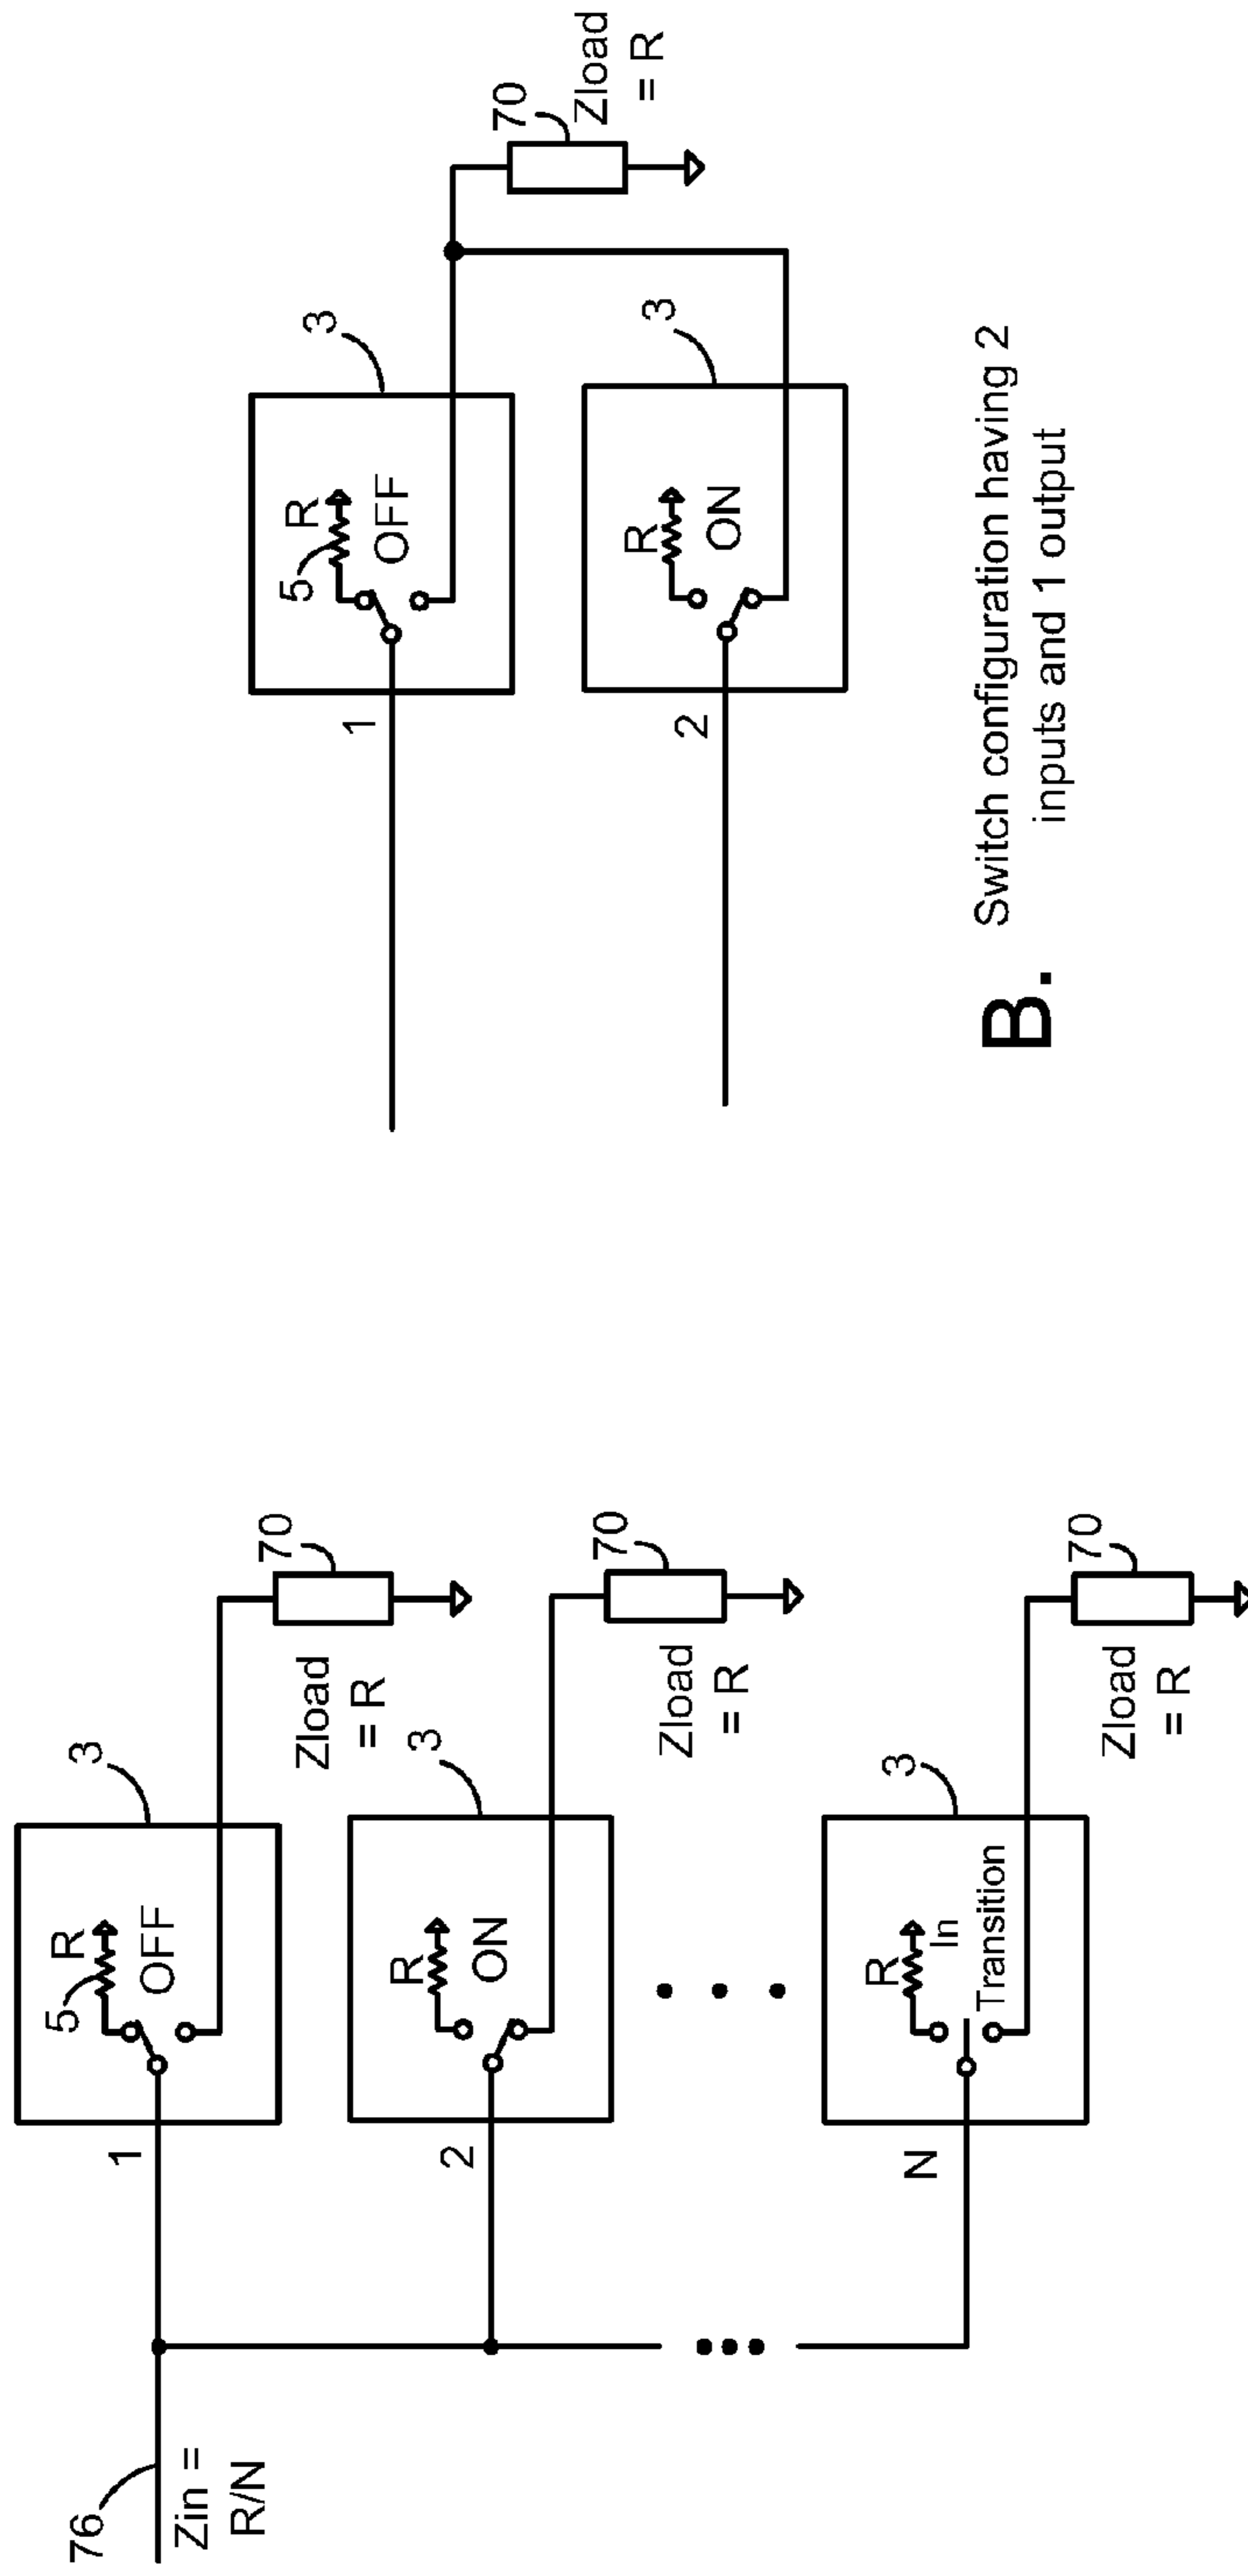 76
Zin =
R/N
1
3
5
R
OFF
70
Zload
= R
2
3
R
ON
70
Zload
= R
N
3
R
In
Transition
70
Zload
= R
1
3
5
R
OFF
70
Zload
= R
2
3
R
ON
B. Switch configuration having 2
inputs and 1 output